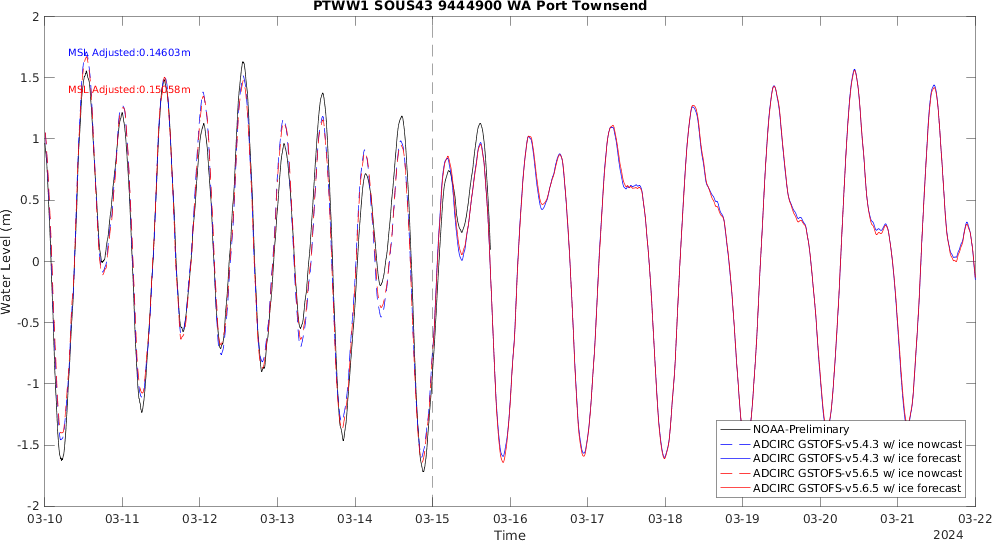 PTWW1 SOUS43 9444900 WA Port Townsend
2
1.5
1
0.5
0
-0.5
-1
-1.5
-2
Water Level (m)
MSL Adjusted:0.14603m
MSL Adjusted:0.15058m
NOAA-Preliminary
ADCIRC GSTOFS-v5.4.3 w/ ice nowcast
ADCIRC GSTOFS-v5.4.3 w/ ice forecast
ADCIRC GSTOFS-v5.6.5 w/ ice nowcast
ADCIRC GSTOFS-v5.6.5 w/ ice forecast
03-10 03-11 03-12 03-13 03-14 03-15 03-16 03-17 03-18 03-19 03-20 03-21 03-22
Time
2024